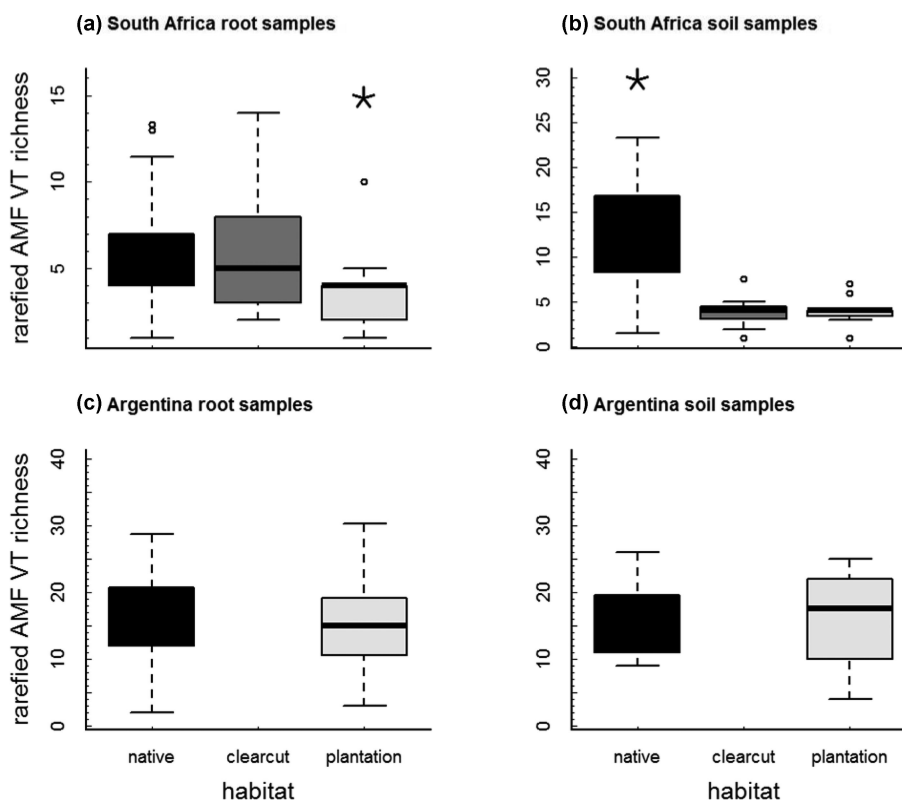 (a) South Africa root samples
(b) South Africa soil samples
rarefied AMF VT richness
15
10
5
30
25
20
15
10
5
0
(c) Argentina root samples
(d) Argentina soil samples
rarefied AMF VT richness
40
30
20
10
0
40
30
20
10
0
native clearcut plantation
native clearcut plantation
habitat
habitat